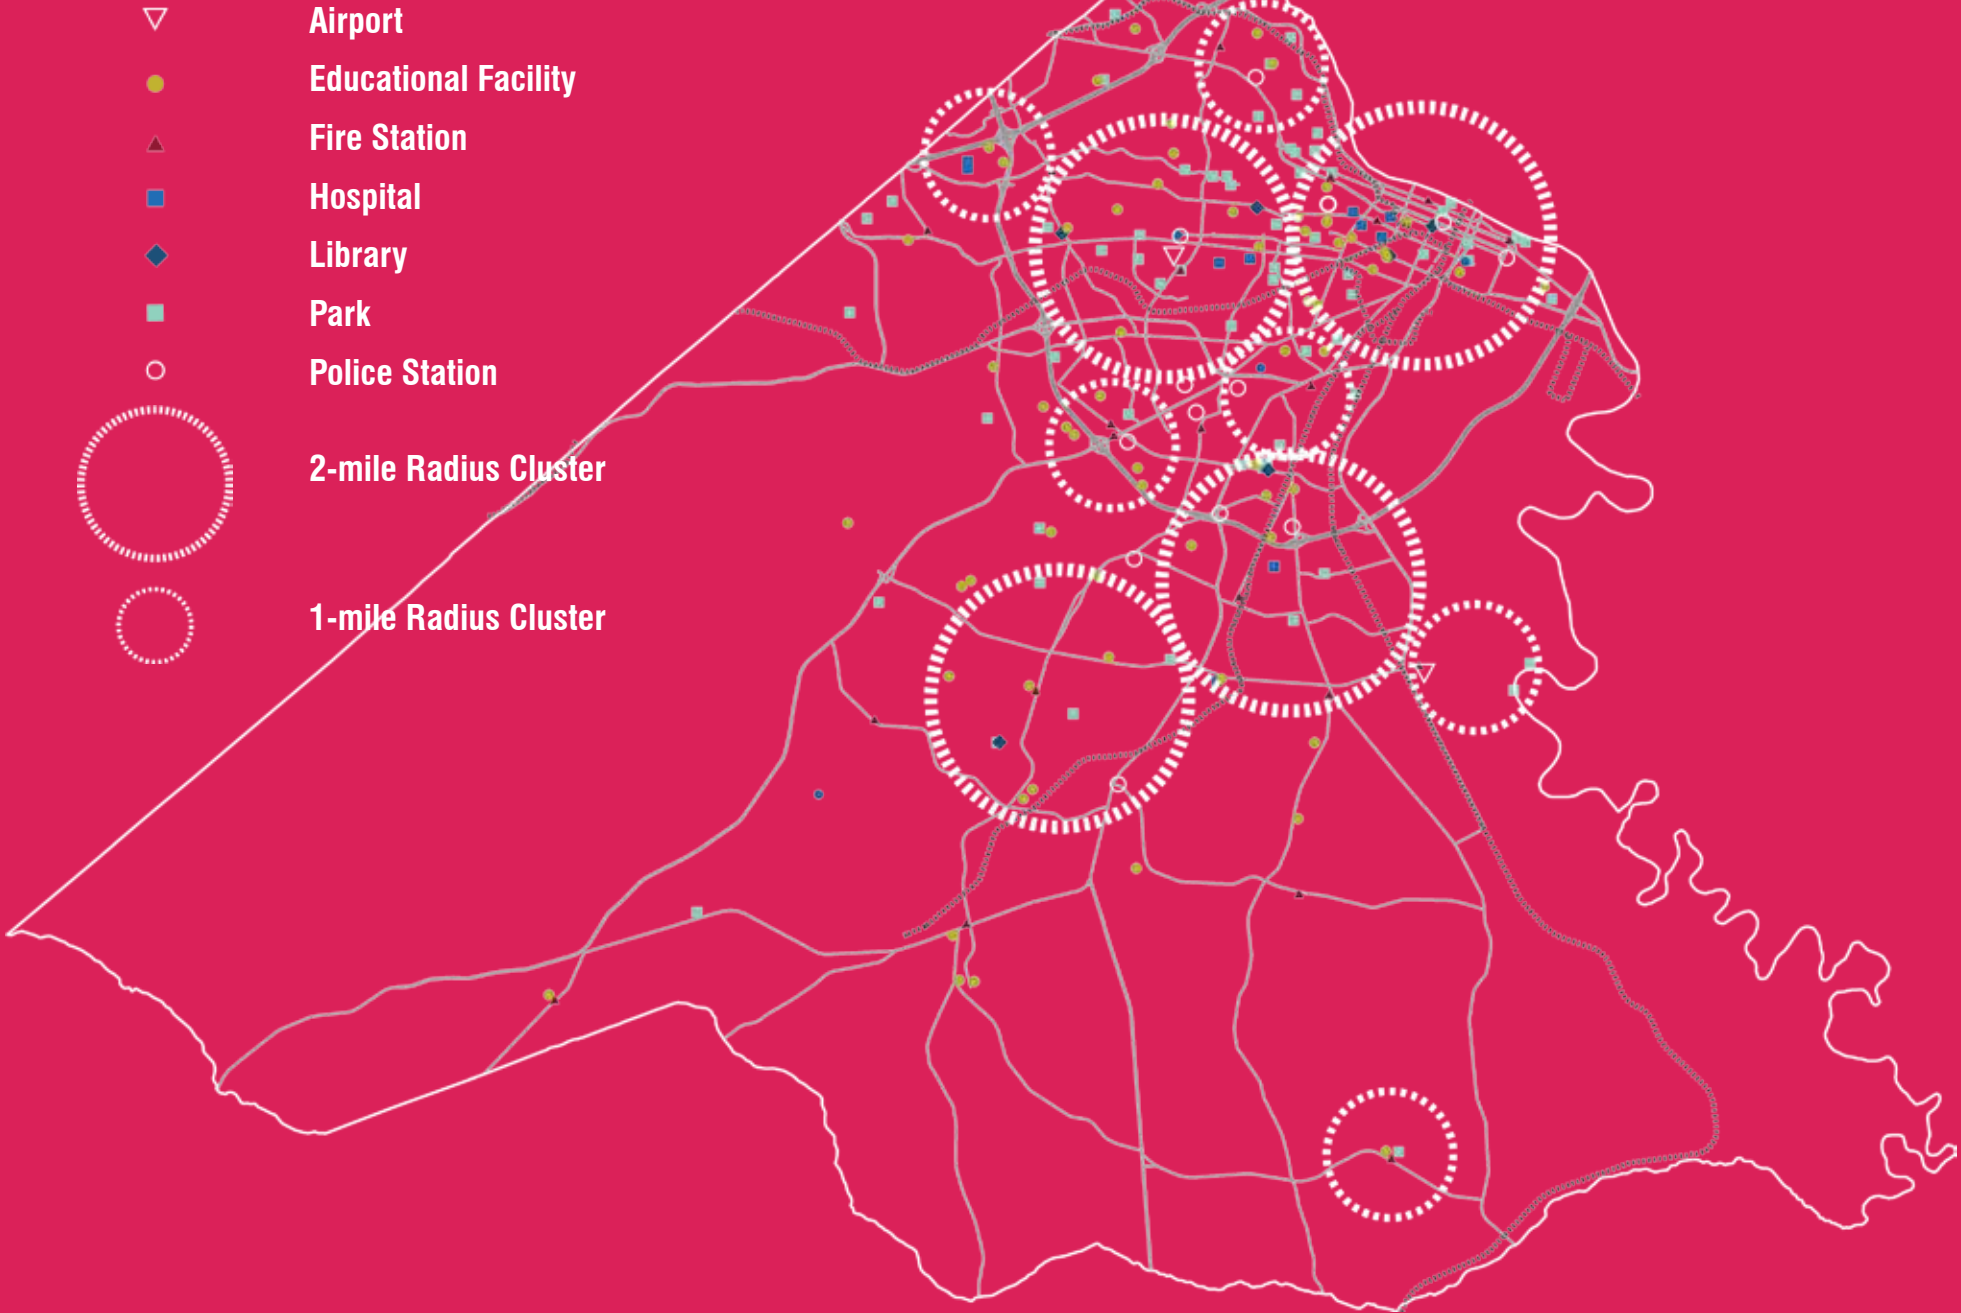 Airport
Educational Facility
Fire Station
Hospital
Library
Park
Police Station
2-mile Radius Cluster
1-mile Radius Cluster